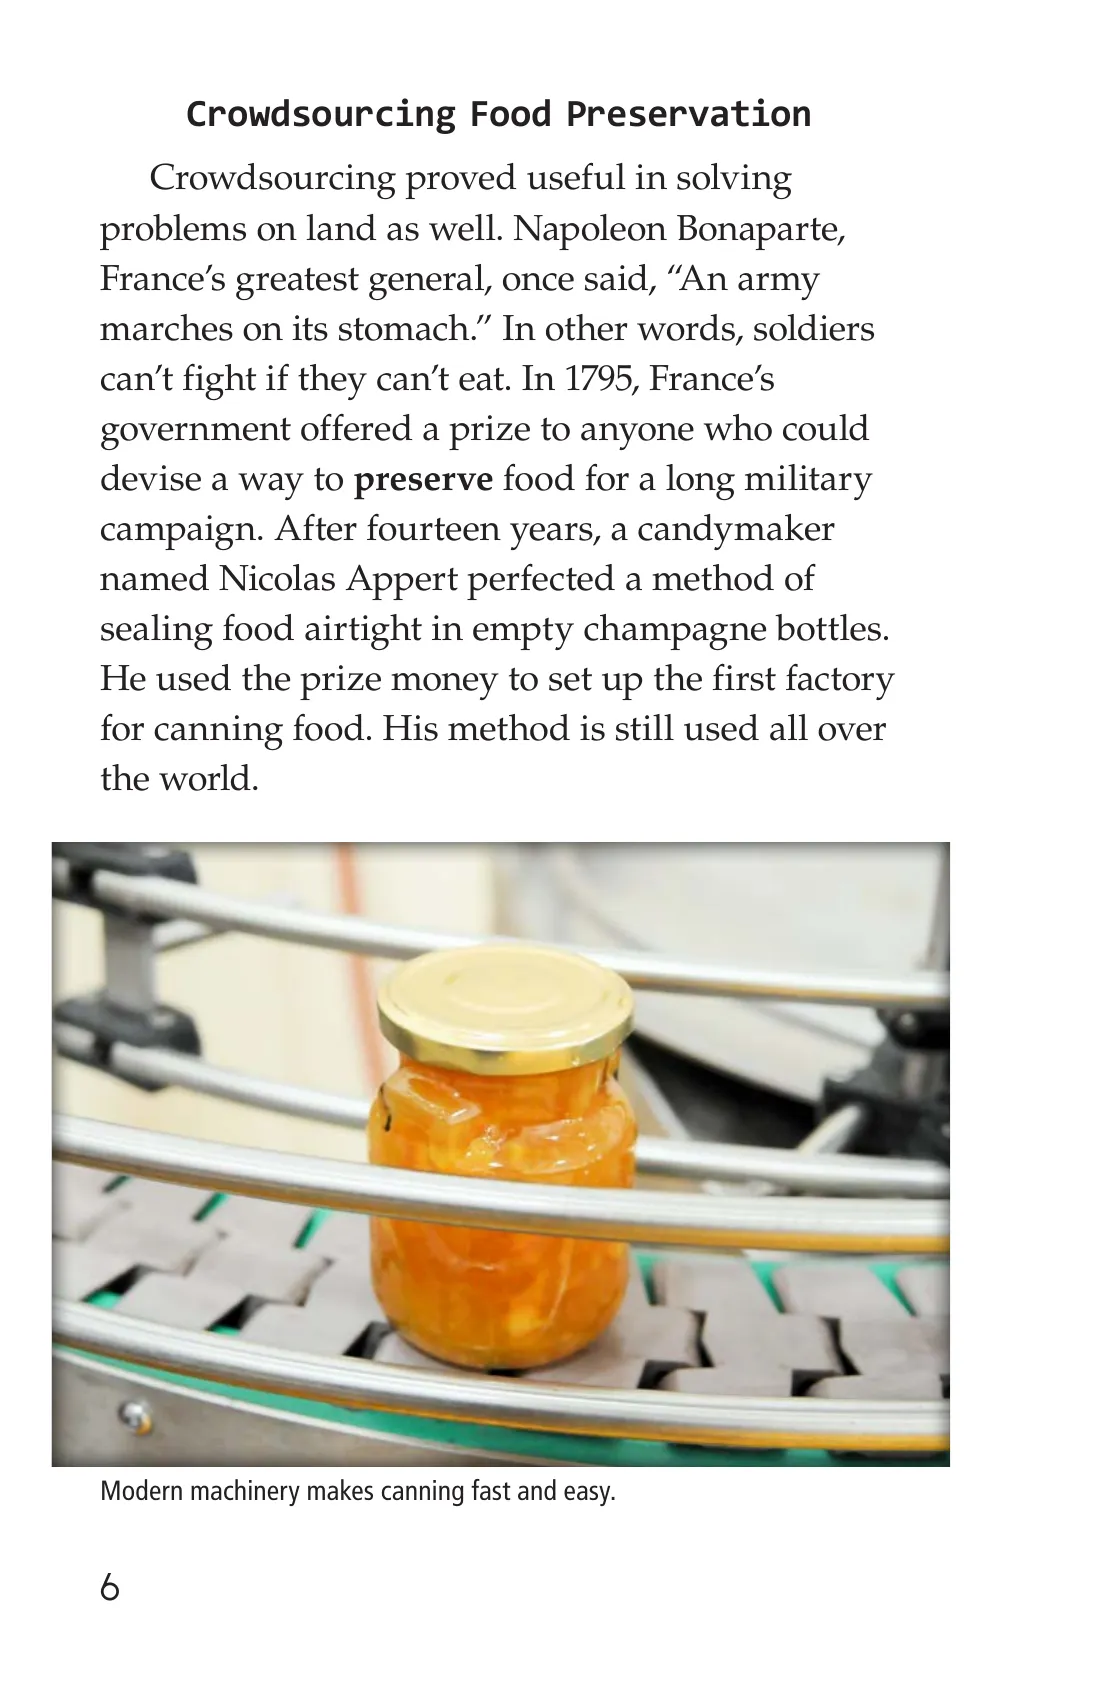 Crowdsourcing Food Preservation
Crowdsourcing proved useful in solving
problems on land as well. Napoleon Bonaparte,
France’s greatest general, once said, “An army
marches on its stomach.” In other words, soldiers
can’t fight if they can’t eat. In 1795, France’s
government offered a prize to anyone who could
devise a way to preserve food for a long military
campaign. After fourteen years, a candymaker
named Nicolas Appert perfected a method of
sealing food airtight in empty champagne bottles.
He used the prize money to set up the first factory
for canning food. His method is still used all over
the world.
Modern machinery makes canning fast and easy.
6